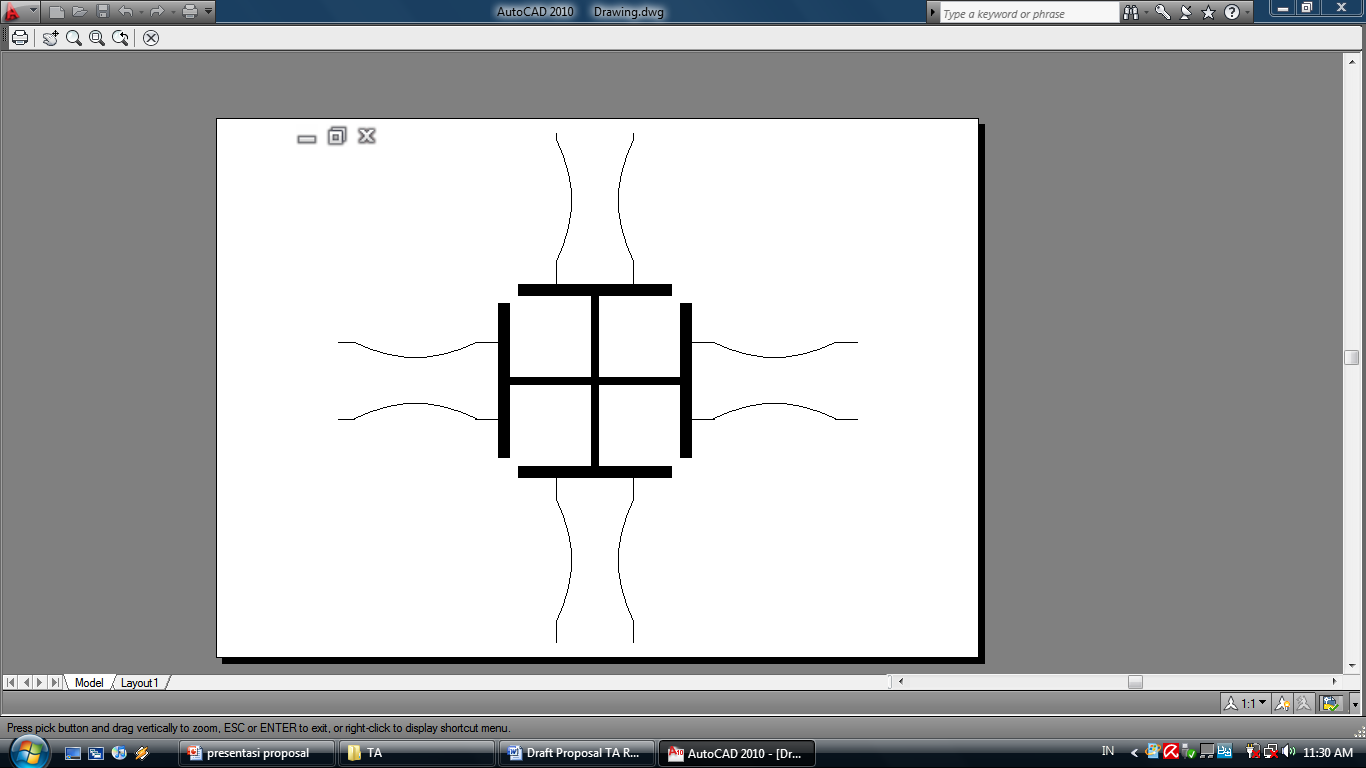 AutoCAD 2010 Drawing.dwg
Type a keyword or phrase
Model Layout1
1:1
Press pick button and drag vertically to zoom, ESC or ENTER to exit, or right-click to display shortcut menu.
presentasi proposal TA Draft Proposal TA R... AutoCAD 2010 - [Dr... IN 11:30 AM